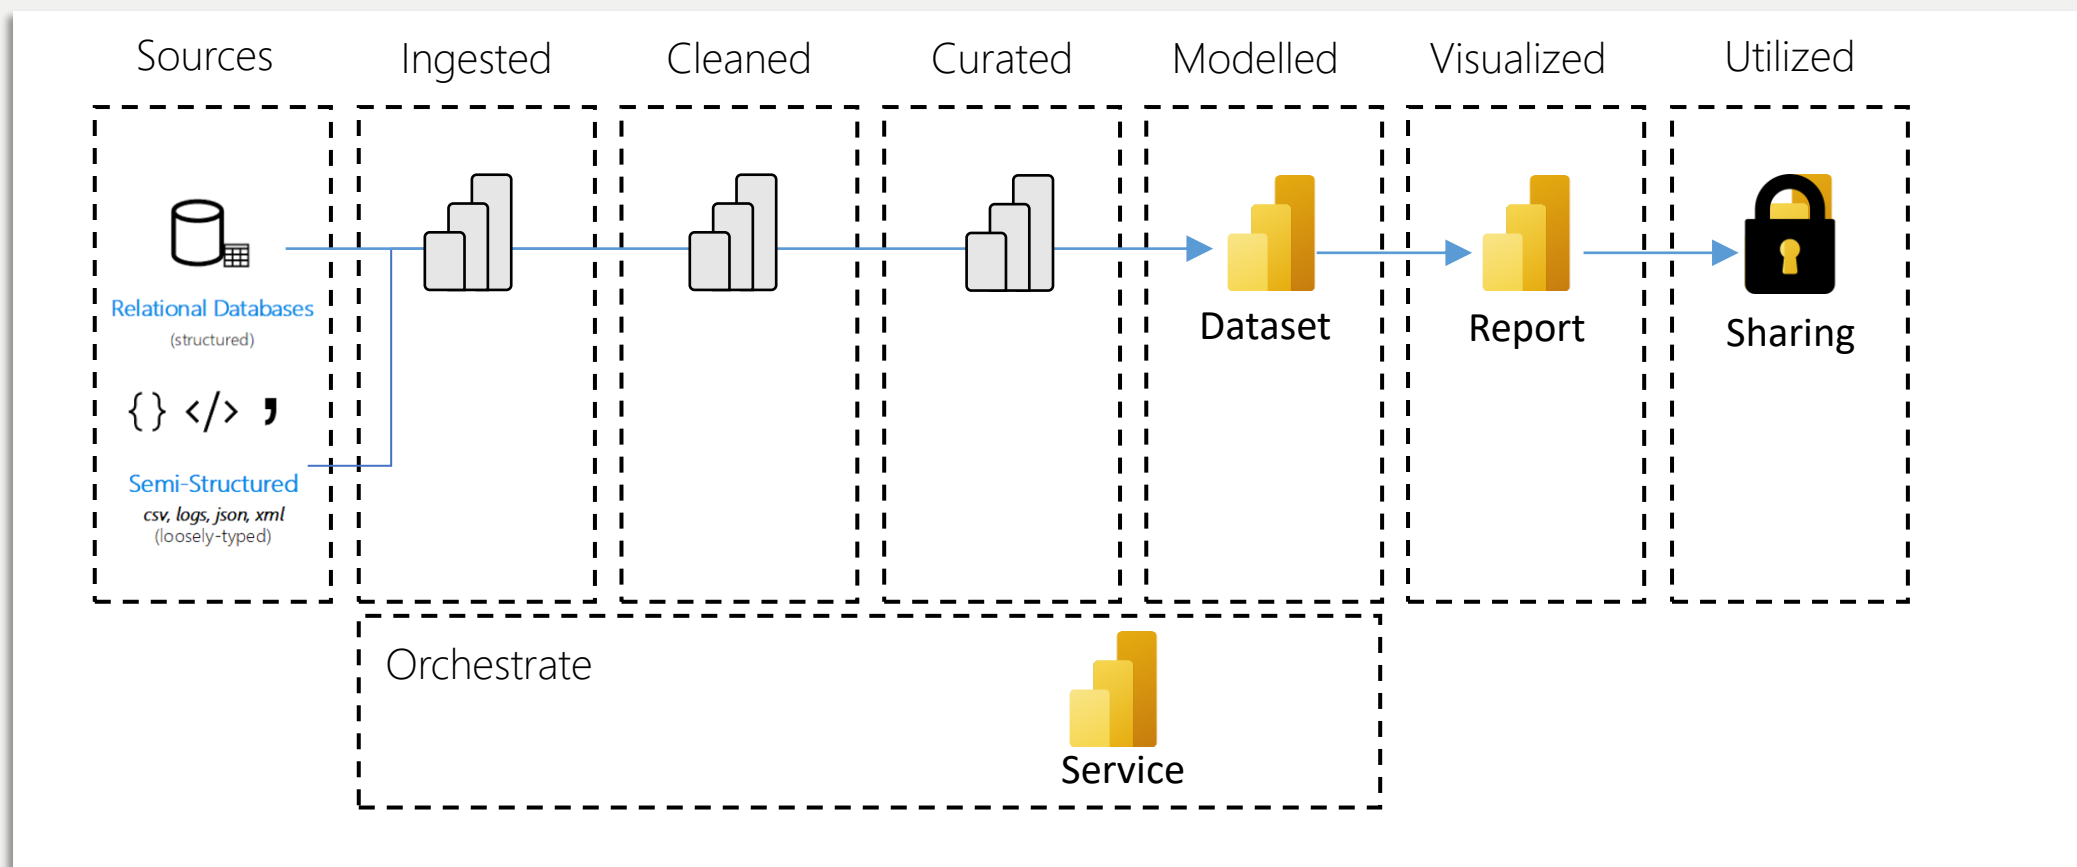 Sources
Ingested
Cleaned
Curated
Modelled
Visualized
Utilized
Relational Databases
(structured)
{ } </> ,
Semi-Structured
csv, logs, json, xml
(loosely-typed)
Dataset
Report
Sharing
Orchestrate
Service